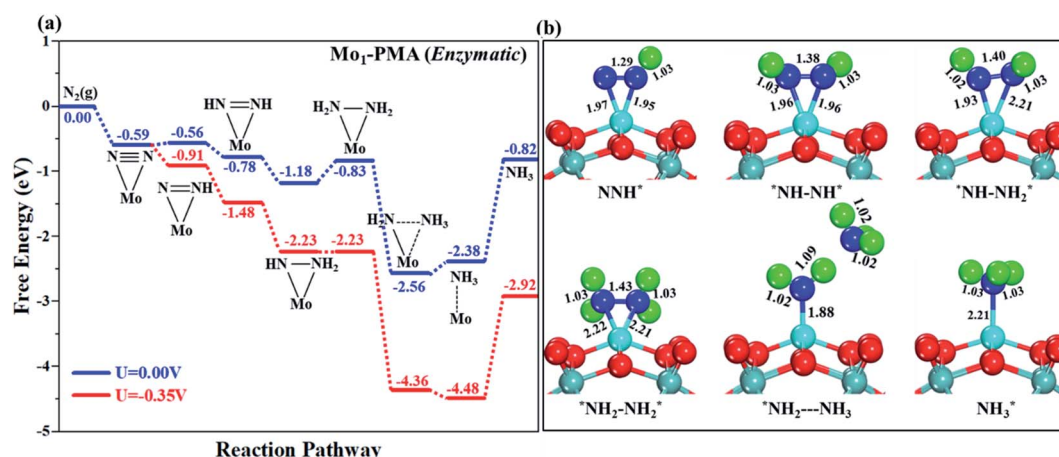 (a)
Mo₁-PMA (Enzymatic)
Free Energy (eV)
1
0
-1
-2
-3
-4
-5
N₂(g)
0.00
-0.59
-0.56
-0.78
-1.18
-0.83
-2.56
-2.38
-0.82
-0.91
-1.48
-2.23
-2.23
-4.36
-4.48
-2.92
N≡N
Mo
N=NH
Mo
HN=NH
Mo
HN—NH₂
Mo
H₂N—NH₂
Mo
H₂N----NH₃
Mo
NH₃
Mo
NH₃
U=0.00V
U=-0.35V
Reaction Pathway
(b)
1.29
1.03
1.97 1.95
NNH*
1.38
1.03 1.03
1.96 1.96
*NH-NH*
1.40
1.02 1.03
1.93 2.21
*NH-NH₂*
1.43
1.03 1.03
2.22 2.21
*NH₂-NH₂*
1.02
1.02
1.09
1.02
1.88
*NH₂---NH₃
1.03 1.03
2.21
NH₃*